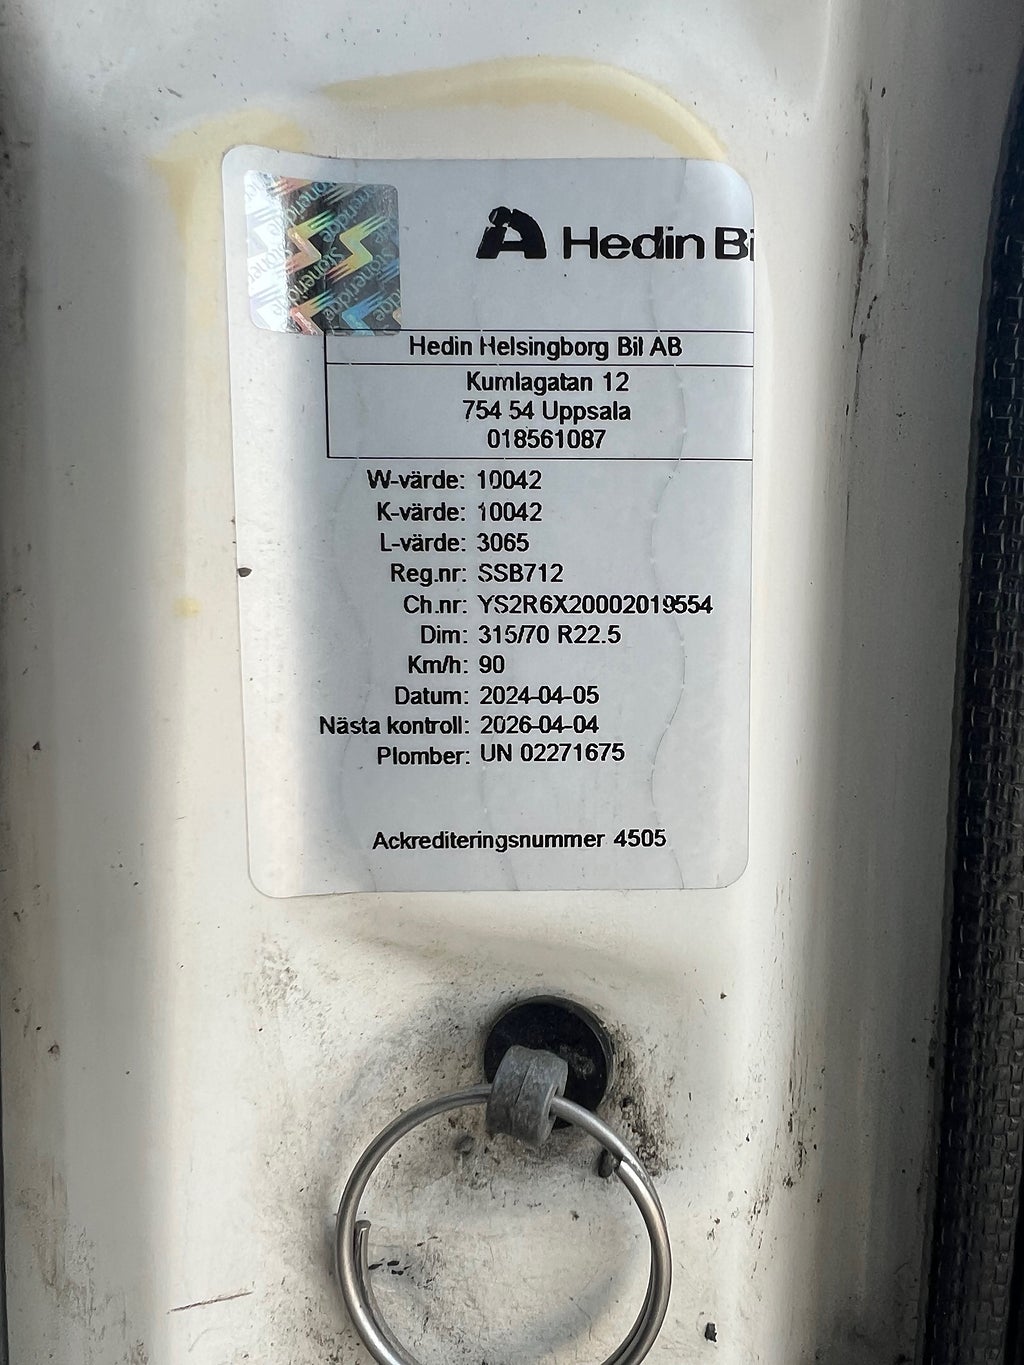 Stoneridge
Hedin Bi
Hedin Helsingborg Bil AB
Kumlagatan 12
754 54 Uppsala
018561087
W-värde: 10042
K-värde: 10042
L-värde: 3065
Reg.nr: SSB712
Ch.nr: YS2R6X20002019554
Dim: 315/70 R22.5
Km/h: 90
Datum: 2024-04-05
Nästa kontroll: 2026-04-04
Plomber: UN 02271675
Ackrediteringsnummer 4505